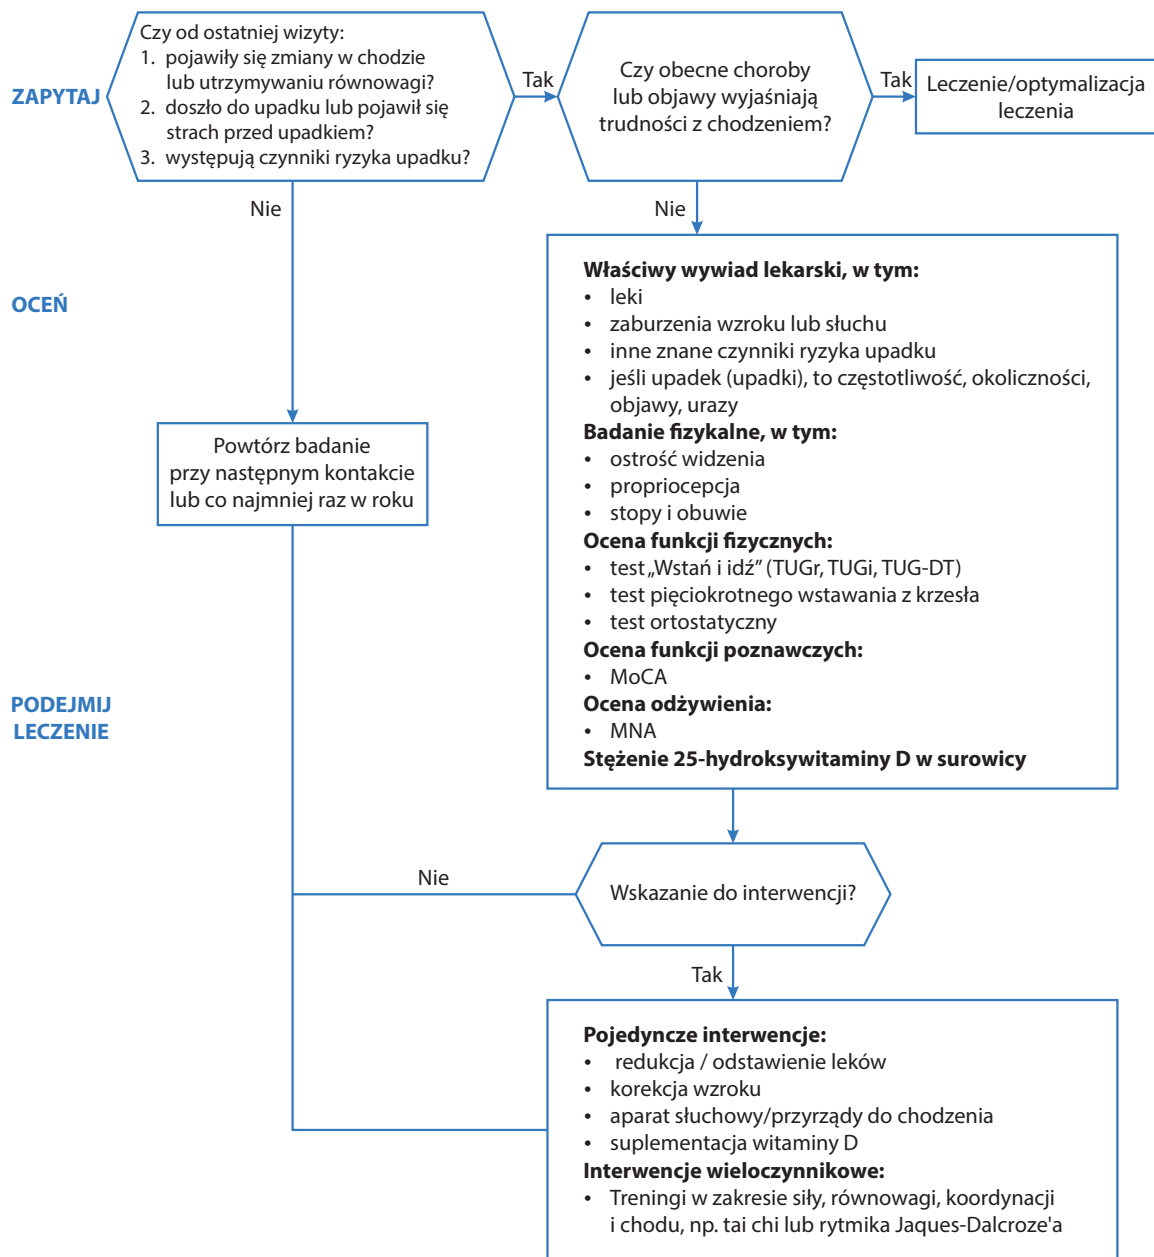 ZAPYTAJ
Czy od ostatniej wizyty:
1. pojawiły się zmiany w chodzie
lub utrzymywaniu równowagi?
2. doszło do upadku lub pojawił się
strach przed upadkiem?
3. występują czynniki ryzyka upadku?
Tak
Czy obecne choroby
lub objawy wyjaśniają
trudności z chodzeniem?
Tak
Leczenie/optymalizacja
leczenia
Nie
Nie
OCEŃ
Powtórz badanie
przy następnym kontakcie
lub co najmniej raz w roku
Właściwy wywiad lekarski, w tym:
• leki
• zaburzenia wzroku lub słuchu
• inne znane czynniki ryzyka upadku
• jeśli upadek (upadki), to częstotliwość, okoliczności,
objawy, urazy
Badanie fizykalne, w tym:
• ostrość widzenia
• propriocepcja
• stopy i obuwie
Ocena funkcji fizycznych:
• test „Wstań i idź” (TUGr, TUGi, TUG-DT)
• test pięciokrotnego wstawania z krzesła
• test ortostatyczny
Ocena funkcji poznawczych:
• MoCA
Ocena odżywienia:
• MNA
Stężenie 25-hydroksywitaminy D w surowicy
PODEJMIJ
LECZENIE
Nie
Wskazanie do interwencji?
Tak
Pojedyncze interwencje:
• redukcja / odstawienie leków
• korekcja wzroku
• aparat słuchowy/przyrządy do chodzenia
• suplementacja witaminy D
Interwencje wieloczynnikowe:
• Treningi w zakresie siły, równowagi, koordynacji
i chodu, np. tai chi lub rytmika Jaques-Dalcroze'a